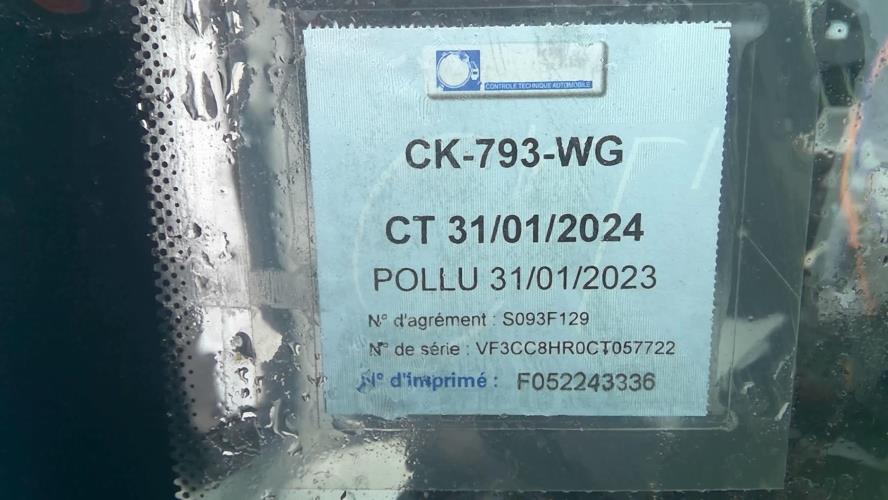 CONTROLE TECHNIQUE AUTOMOBILE
CK-793-WG
CT 31/01/2024
POLLU 31/01/2023
N° d'agrément : S093F129
N° de série : VF3CC8HR0CT057722
N° d'imprimé : F052243336